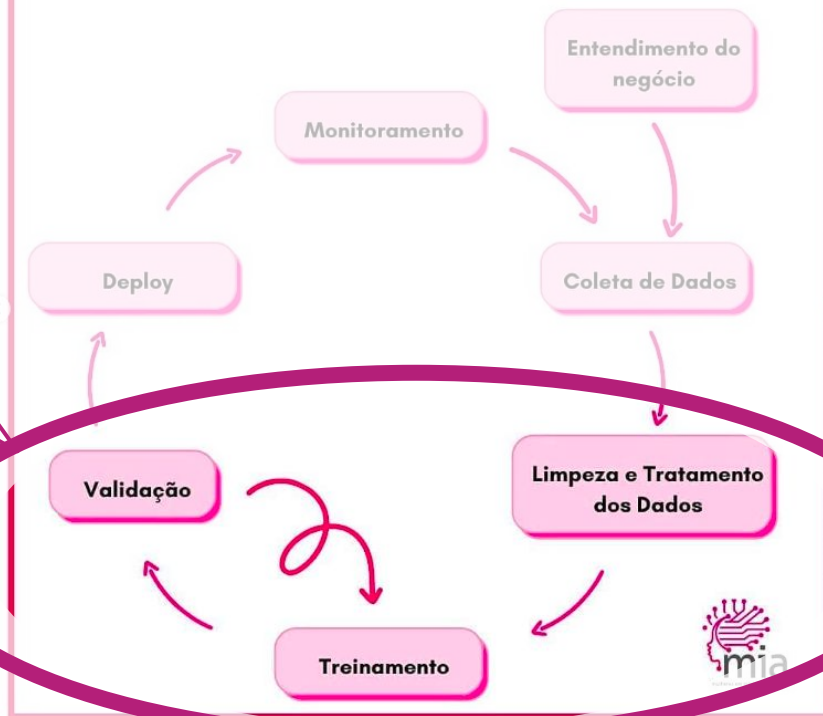 Entendimento do
negócio
Monitoramento
Deploy
Coleta de Dados
Validação
Limpeza e Tratamento
dos Dados
Treinamento
mia